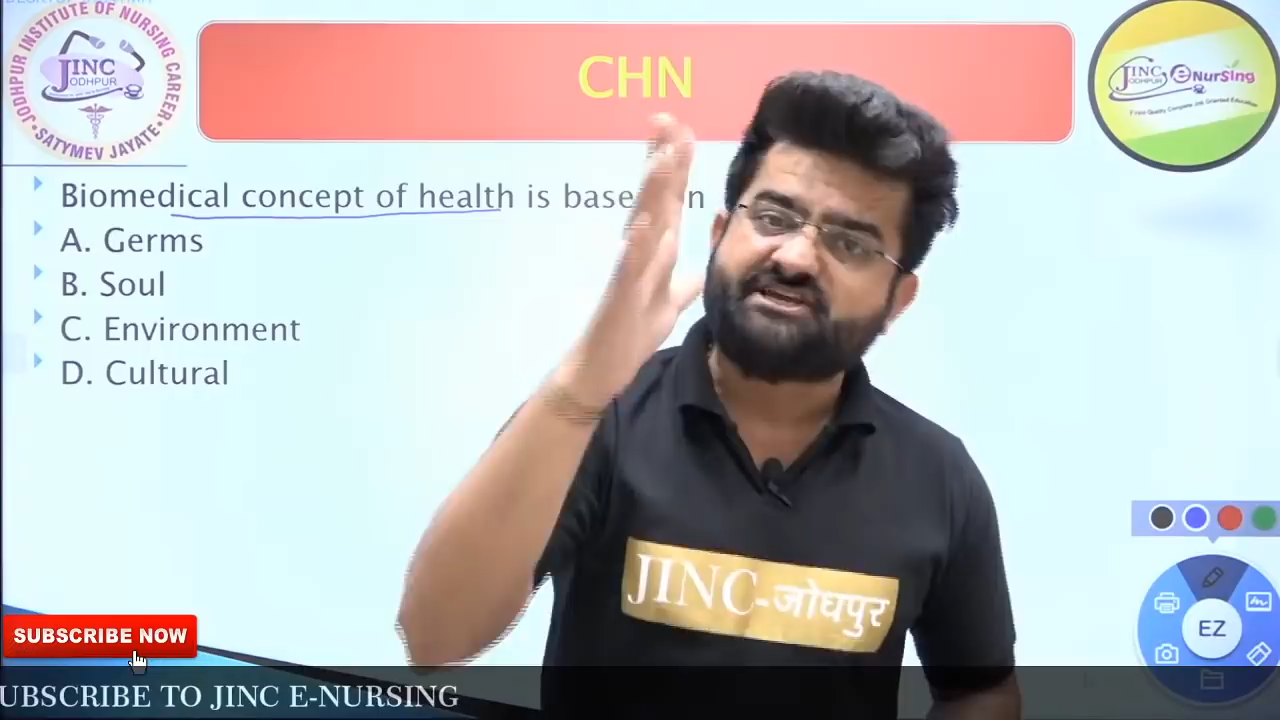 JODHPUR INSTITUTE OF NURSING CAREER
JINC
JODHPUR
SATYMEV JAYATE
CHN
JINC
JODHPUR
eNurSing
Biomedical concept of health is base n
A. Germs
B. Soul
C. Environment
D. Cultural
JINC-जोधपुर
EZ
SUBSCRIBE NOW
UBSCRIBE TO JINC E-NURSING